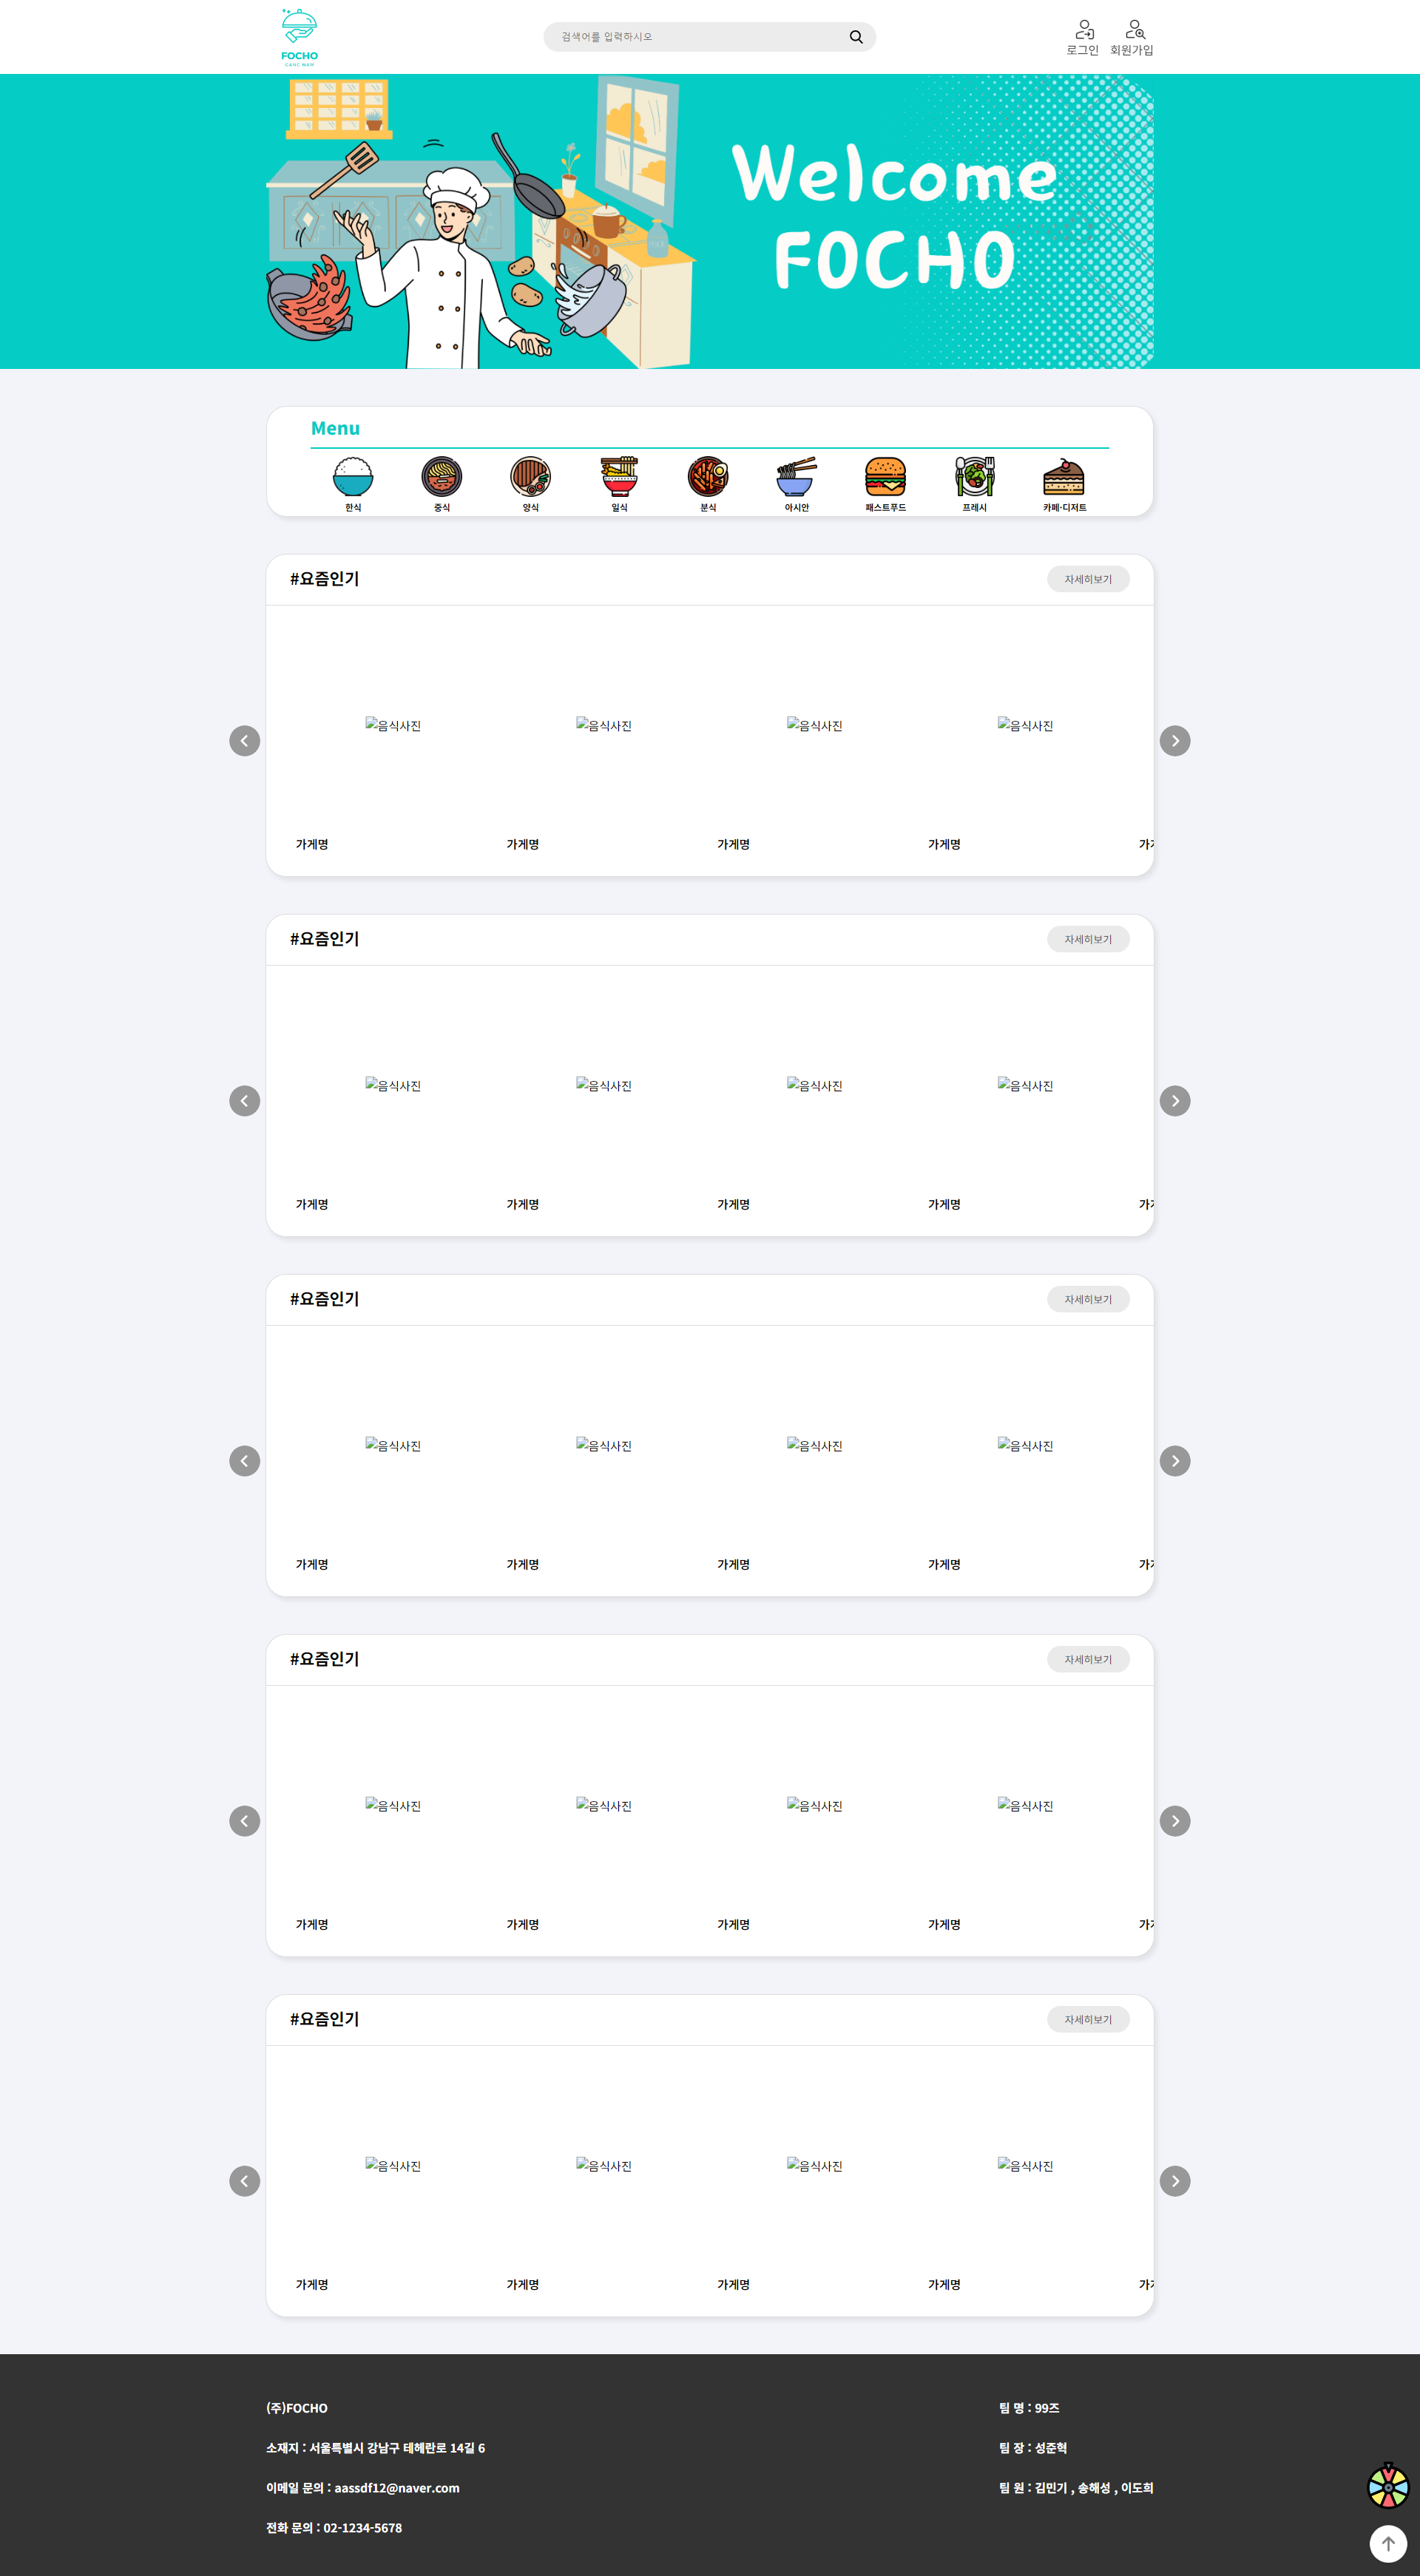 FOCHO
GANG NAM
검색어를 입력하시오
로그인 회원가입
Welcome
FOCHO
Menu
한식 중식 양식 일식 분식 아시안 패스트푸드 프레시 카페·디저트
#요즘인기 자세히보기
음식사진 음식사진 음식사진 음식사진
가게명 가게명 가게명 가게명
#요즘인기 자세히보기
음식사진 음식사진 음식사진 음식사진
가게명 가게명 가게명 가게명
#요즘인기 자세히보기
음식사진 음식사진 음식사진 음식사진
가게명 가게명 가게명 가게명
#요즘인기 자세히보기
음식사진 음식사진 음식사진 음식사진
가게명 가게명 가게명 가게명
#요즘인기 자세히보기
음식사진 음식사진 음식사진 음식사진
가게명 가게명 가게명 가게명
(주)FOCHO 팀 명 : 99즈
소재지 : 서울특별시 강남구 테헤란로 14길 6 팀 장 : 성준혁
이메일 문의 : aassdf12@naver.com 팀 원 : 김민기 , 송해성 , 이도희
전화 문의 : 02-1234-5678